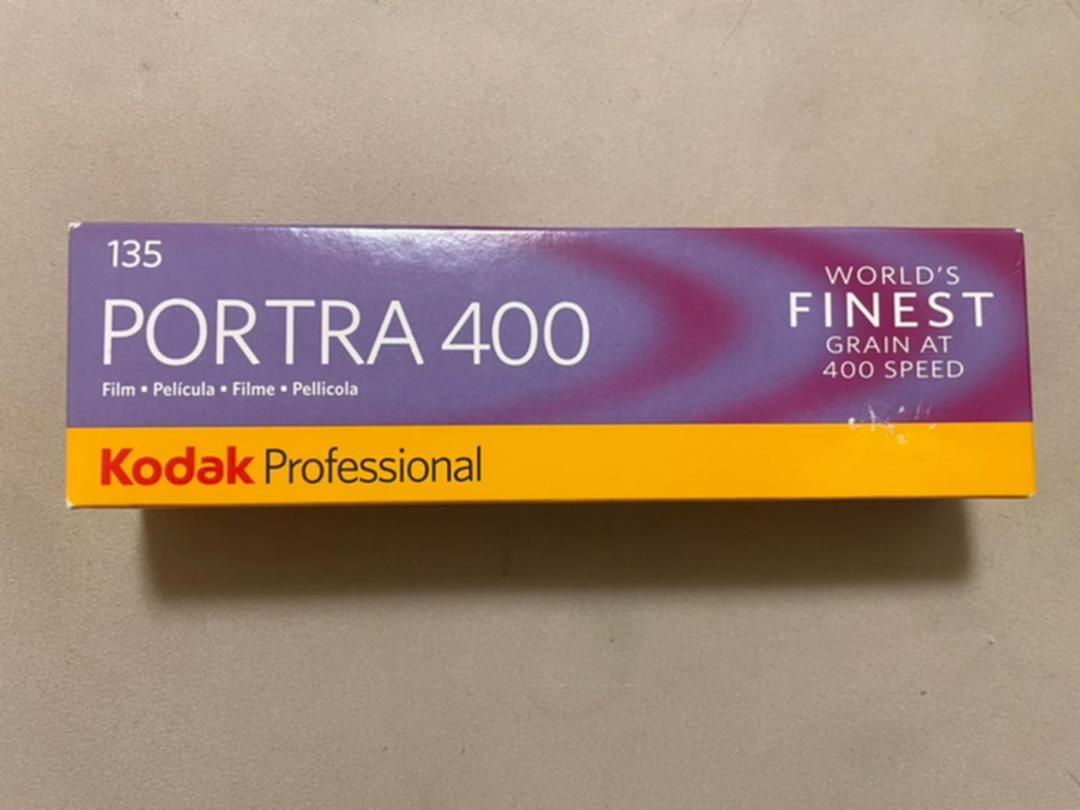 135
PORTRA 400
Film • Película • Filme • Pellicola
WORLD'S
FINEST
GRAIN AT
400 SPEED
Kodak Professional